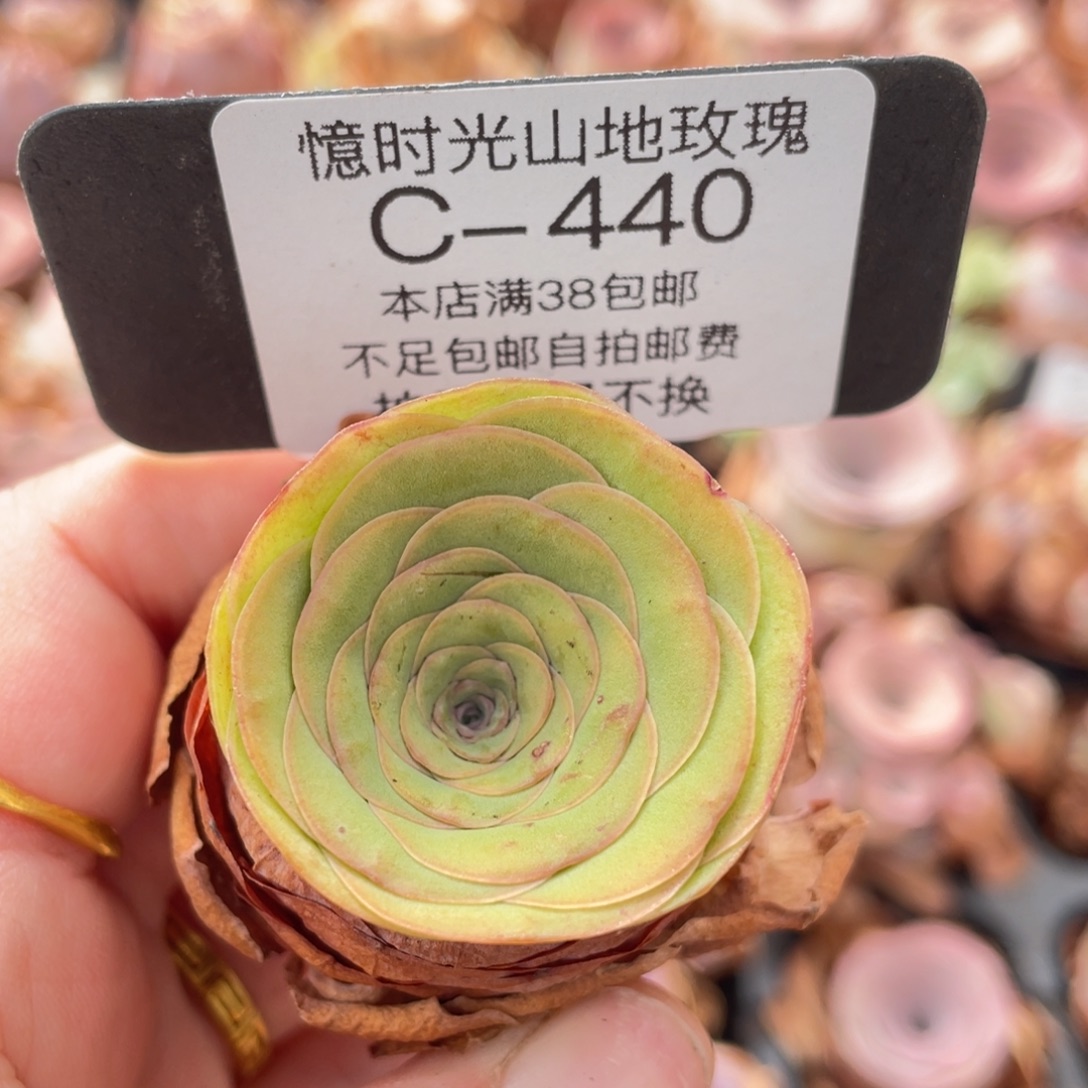 憶时光山地玫瑰
C-440
本店满38包邮
不足包邮自拍邮费
不换